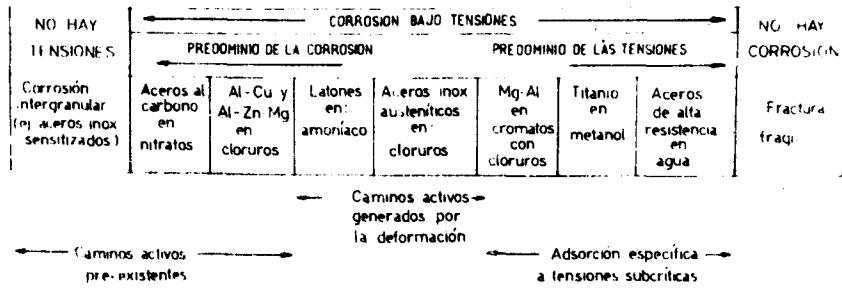 NO HAY
TENSIONES
CORROSION BAJO TENSIONES
PREDOMINIO DE LA CORROSIÓN
PREDOMINIO DE LAS TENSIONES
NO HAY
CORROSIÓN
Corrosión
intergranular
(ej aceros inox
sensitizados)
Aceros al
carbono
en
nitratos
Al-Cu y
Al-Zn-Mg
en
cloruros
Latones
en:
amoníaco
Aceros inox
austeníticos
en:
cloruros
Mg-Al
en
cromatos
con
cloruros
Titanio
en
metanol
Aceros
de alta
resistencia
en
agua
Fractura
fragi
Caminos activos
generados por
la deformación
Caminos activos
pre-existentes
Adsorción específica
a tensiones subcríticas